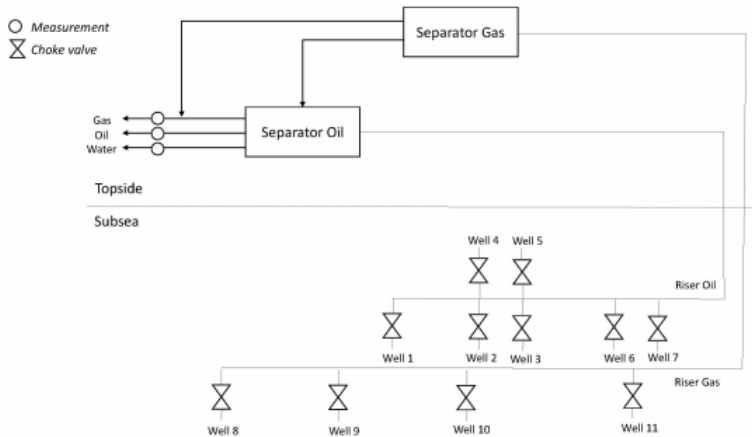 Measurement
Choke valve
Separator Gas
Gas
Oil
Water
Separator Oil
Topside
Subsea
Well 4
Well 5
Riser Oil
Well 1
Well 2
Well 3
Well 6
Well 7
Riser Gas
Well 8
Well 9
Well 10
Well 11